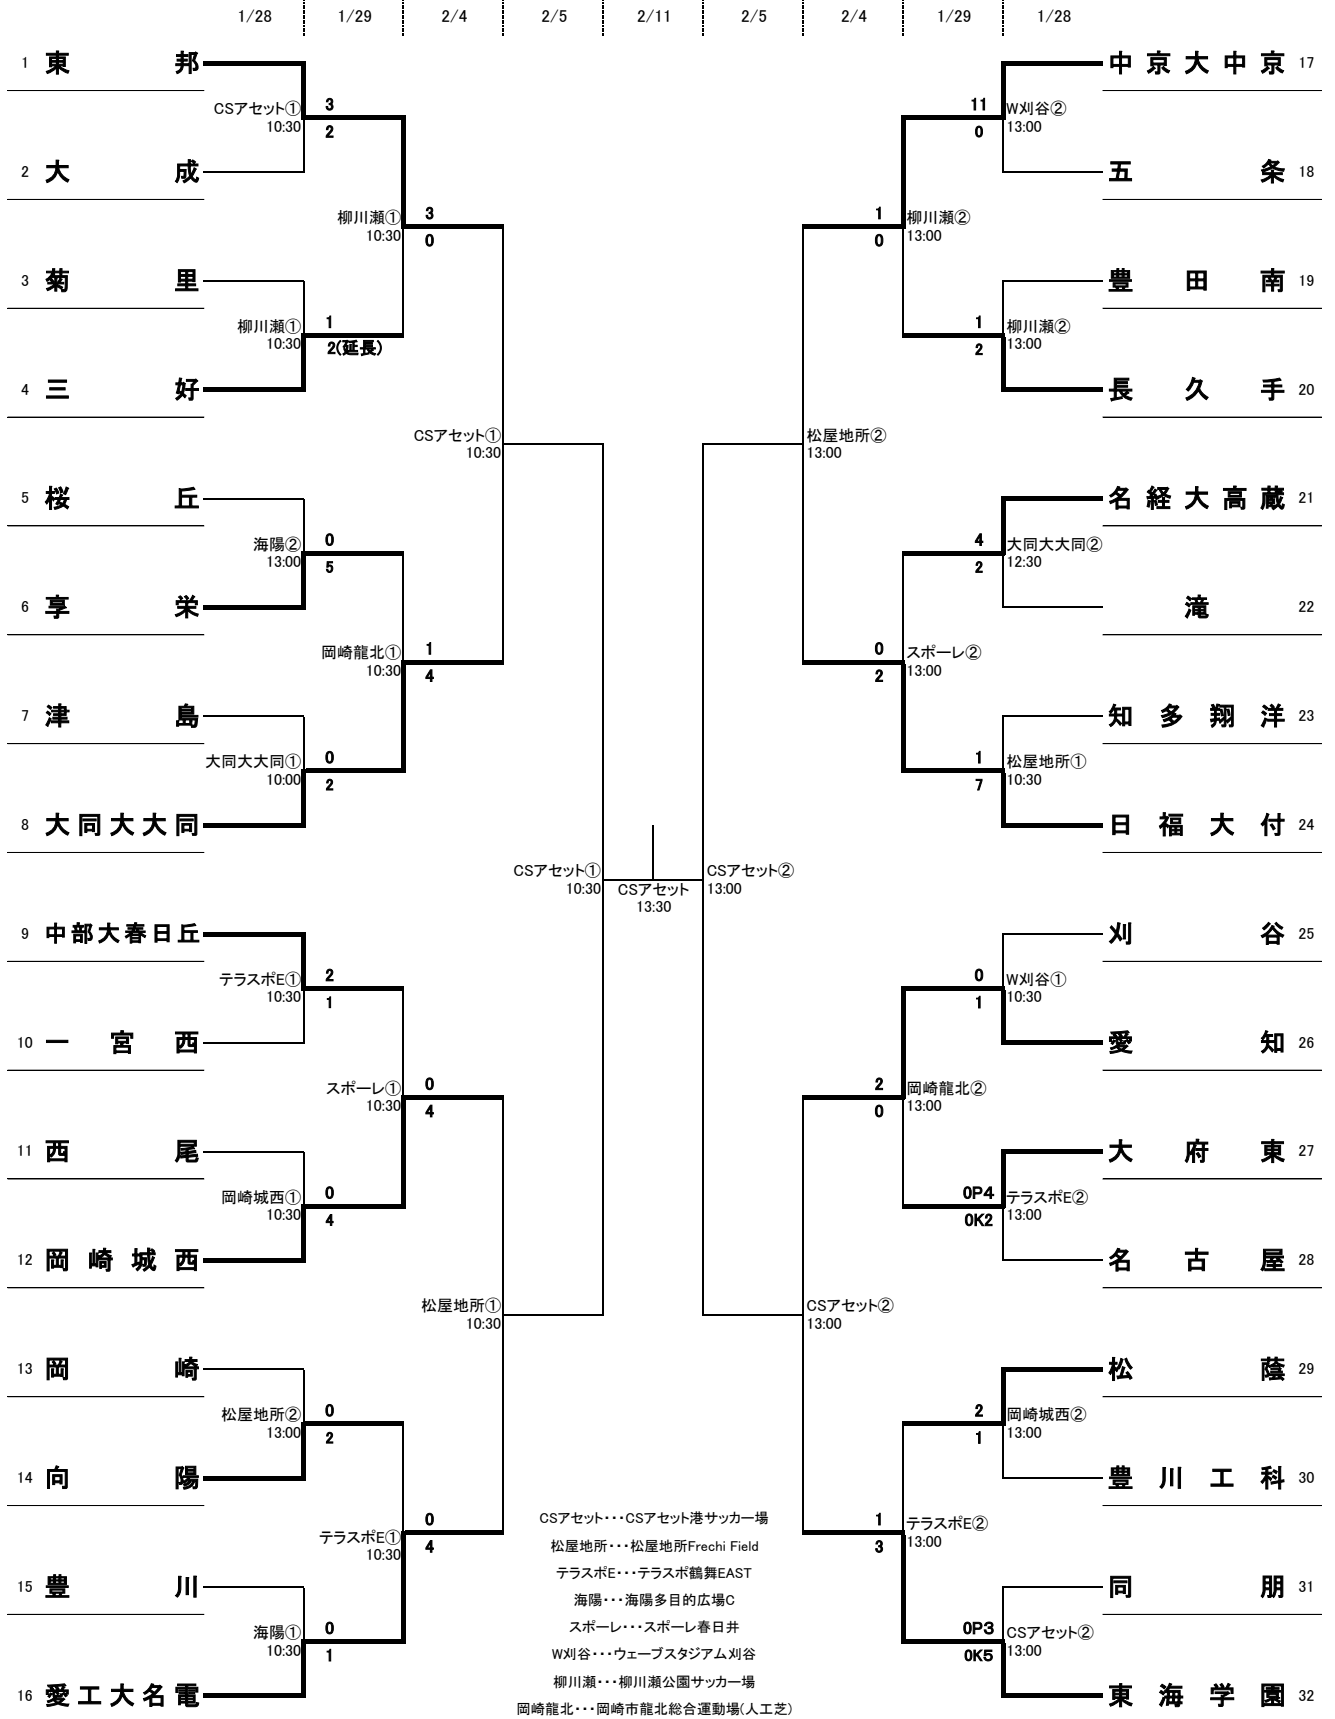 1/28 1/29 2/4 2/5 2/11 2/5 2/4 1/29 1/28
1 東邦
中京大中京 17
CSアセット① 3
10:30 2
11 W刈谷②
0 13:00
2 大成
五条 18
柳川瀬① 3
10:30 0
1 柳川瀬②
0 13:00
3 菊里
豊田南 19
柳川瀬① 1
10:30 2(延長)
1 柳川瀬②
2 13:00
4 三好
長久手 20
CSアセット①
10:30
松屋地所②
13:00
5 桜丘
名経大高蔵 21
海陽② 0
13:00 5
4 大同大大同②
2 12:30
6 享栄
滝 22
岡崎龍北① 1
10:30 4
0 スポーレ②
2 13:00
7 津島
知多翔洋 23
大同大大同① 0
10:00 2
1 松屋地所①
7 10:30
8 大同大大同
日福大付 24
CSアセット①
10:30
CSアセット
13:30
CSアセット②
13:00
9 中部大春日丘
刈谷 25
テラスポE① 2
10:30 1
0 W刈谷①
1 10:30
10 一宮西
愛知 26
スポーレ① 0
10:30 4
2 岡崎龍北②
0 13:00
11 西尾
大府東 27
岡崎城西① 0
10:30 4
0P4 テラスポE②
0K2 13:00
12 岡崎城西
名古屋 28
松屋地所①
10:30
CSアセット②
13:00
13 岡崎
松蔭 29
松屋地所② 0
13:00 2
2 岡崎城西②
1 13:00
14 向陽
豊川工科 30
テラスポE① 0
10:30 4
1 テラスポE②
3 13:00
15 豊川
同朋 31
海陽① 0
10:30 1
0P3 CSアセット②
0K5 13:00
16 愛工大名電
東海学園 32
CSアセット･･･CSアセット港サッカー場
松屋地所･･･松屋地所Frechi Field
テラスポE･･･テラスポ鶴舞EAST
海陽･･･海陽多目的広場C
スポーレ･･･スポーレ春日井
W刈谷･･･ウェーブスタジアム刈谷
柳川瀬･･･柳川瀬公園サッカー場
岡崎龍北･･･岡崎市龍北総合運動場(人工芝)